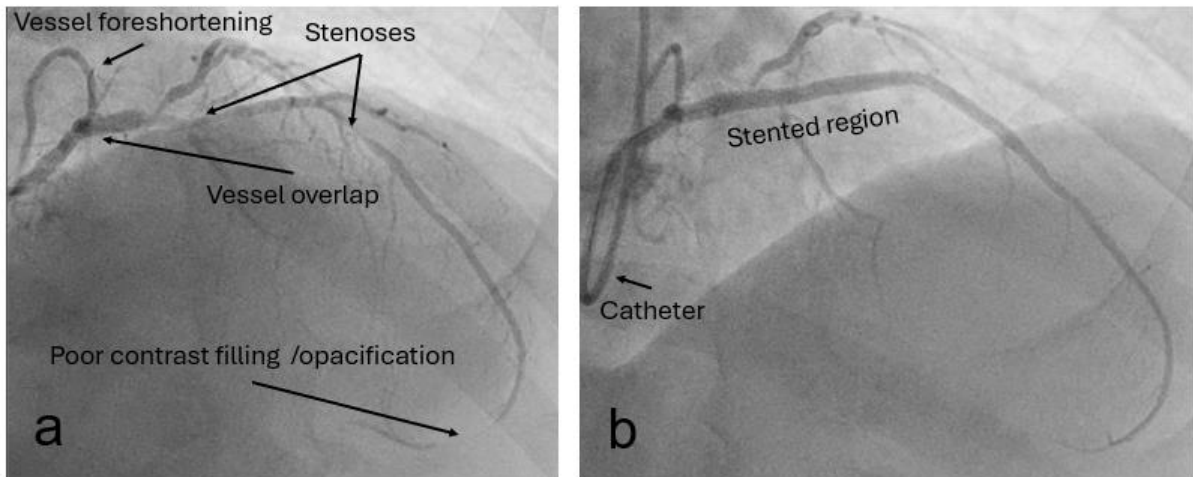 Vessel foreshortening
Stenoses
Vessel overlap
Poor contrast filling /opacification
a
Stented region
Catheter
b